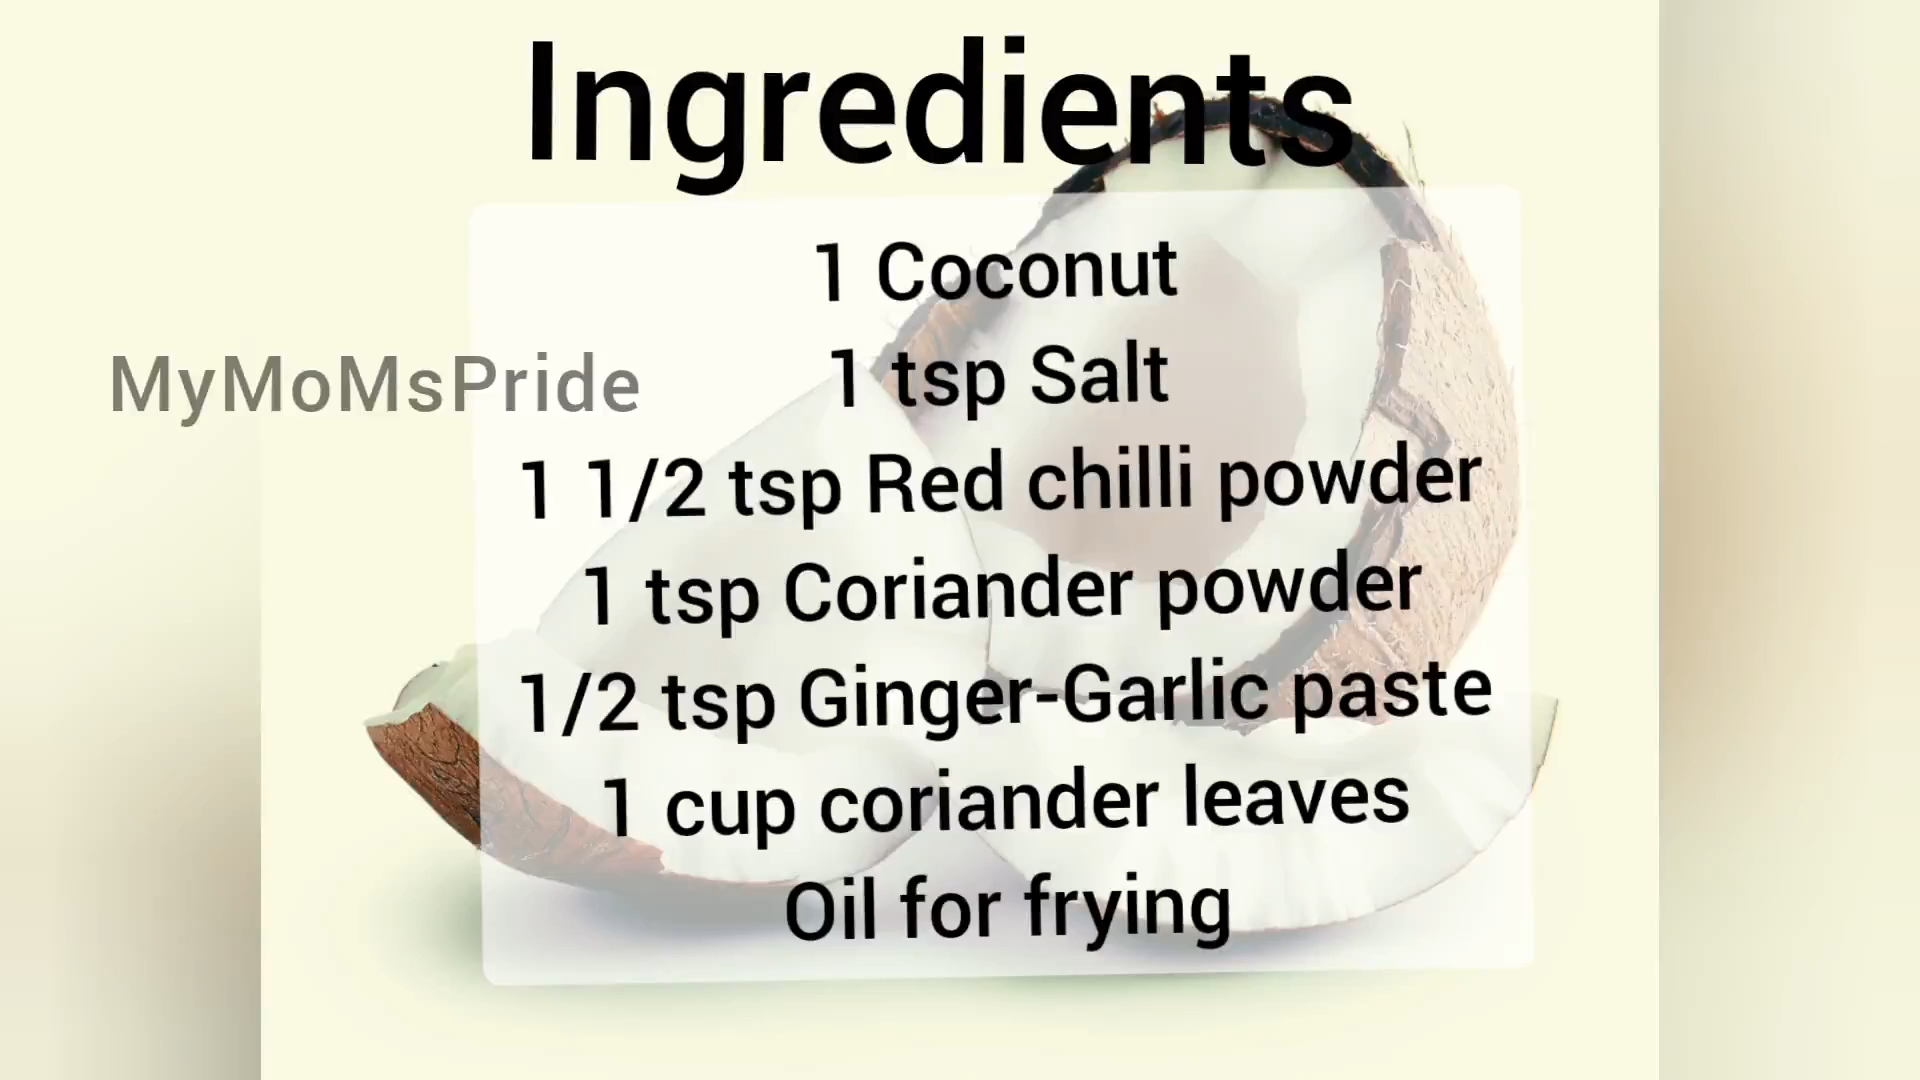 Ingredients
1 Coconut
MyMoMsPride
1 tsp Salt
1 1/2 tsp Red chilli powder
1 tsp Coriander powder
1/2 tsp Ginger-Garlic paste
1 cup coriander leaves
Oil for frying